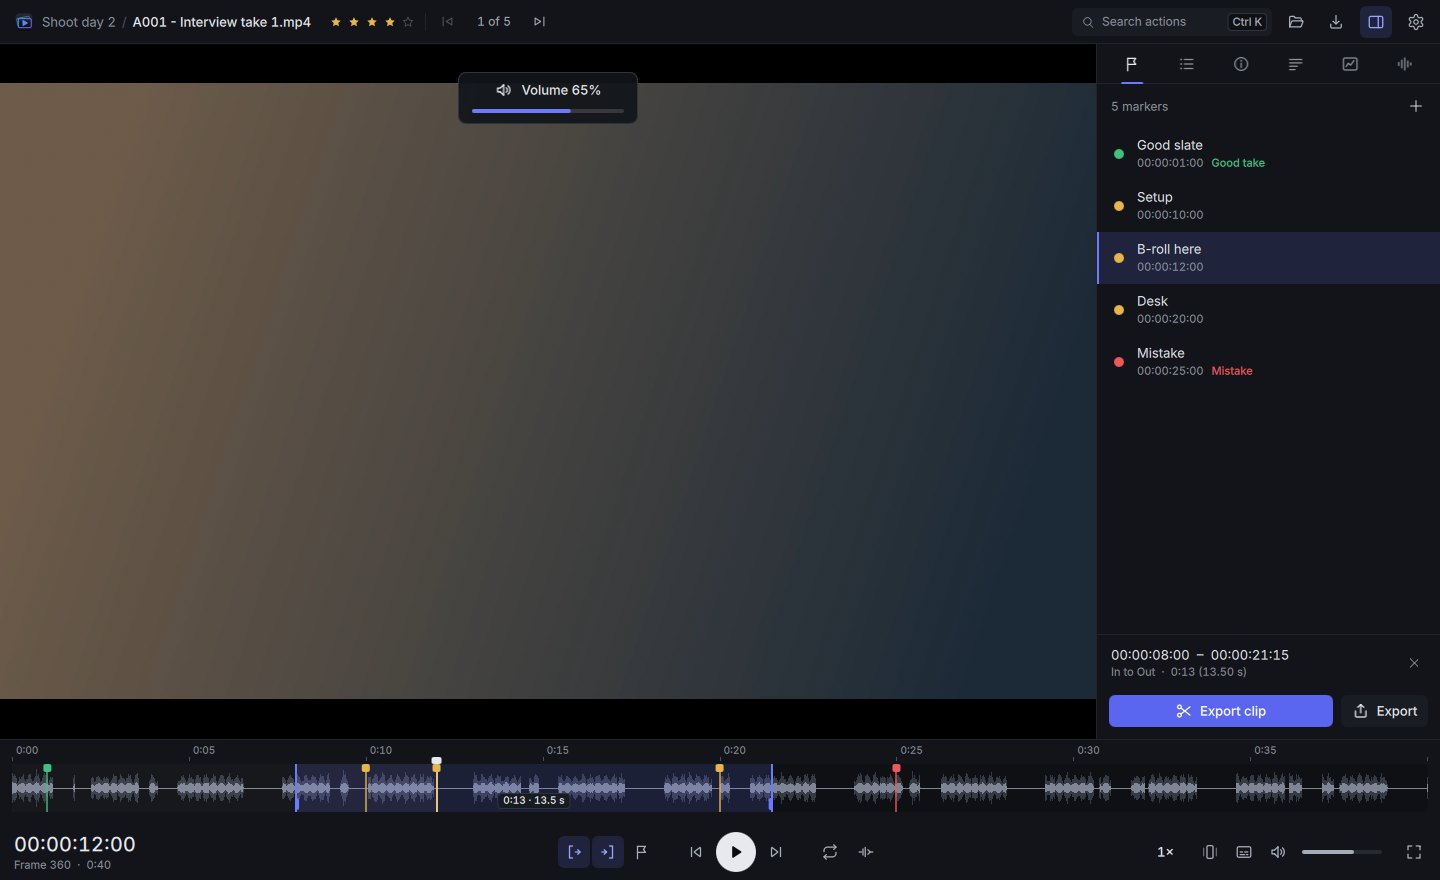 Shoot day 2 / A001 - Interview take 1.mp4
1 of 5
Search actions
Ctrl K
Volume 65%
5 markers
Good slate
00:00:01:00 Good take
Setup
00:00:10:00
B-roll here
00:00:12:00
Desk
00:00:20:00
Mistake
00:00:25:00 Mistake
00:00:08:00 – 00:00:21:15
In to Out · 0:13 (13.50 s)
Export clip
Export
0:00 0:05 0:10 0:15 0:20 0:25 0:30 0:35
0:13 · 13.5 s
00:00:12:00
Frame 360 · 0:40
1×